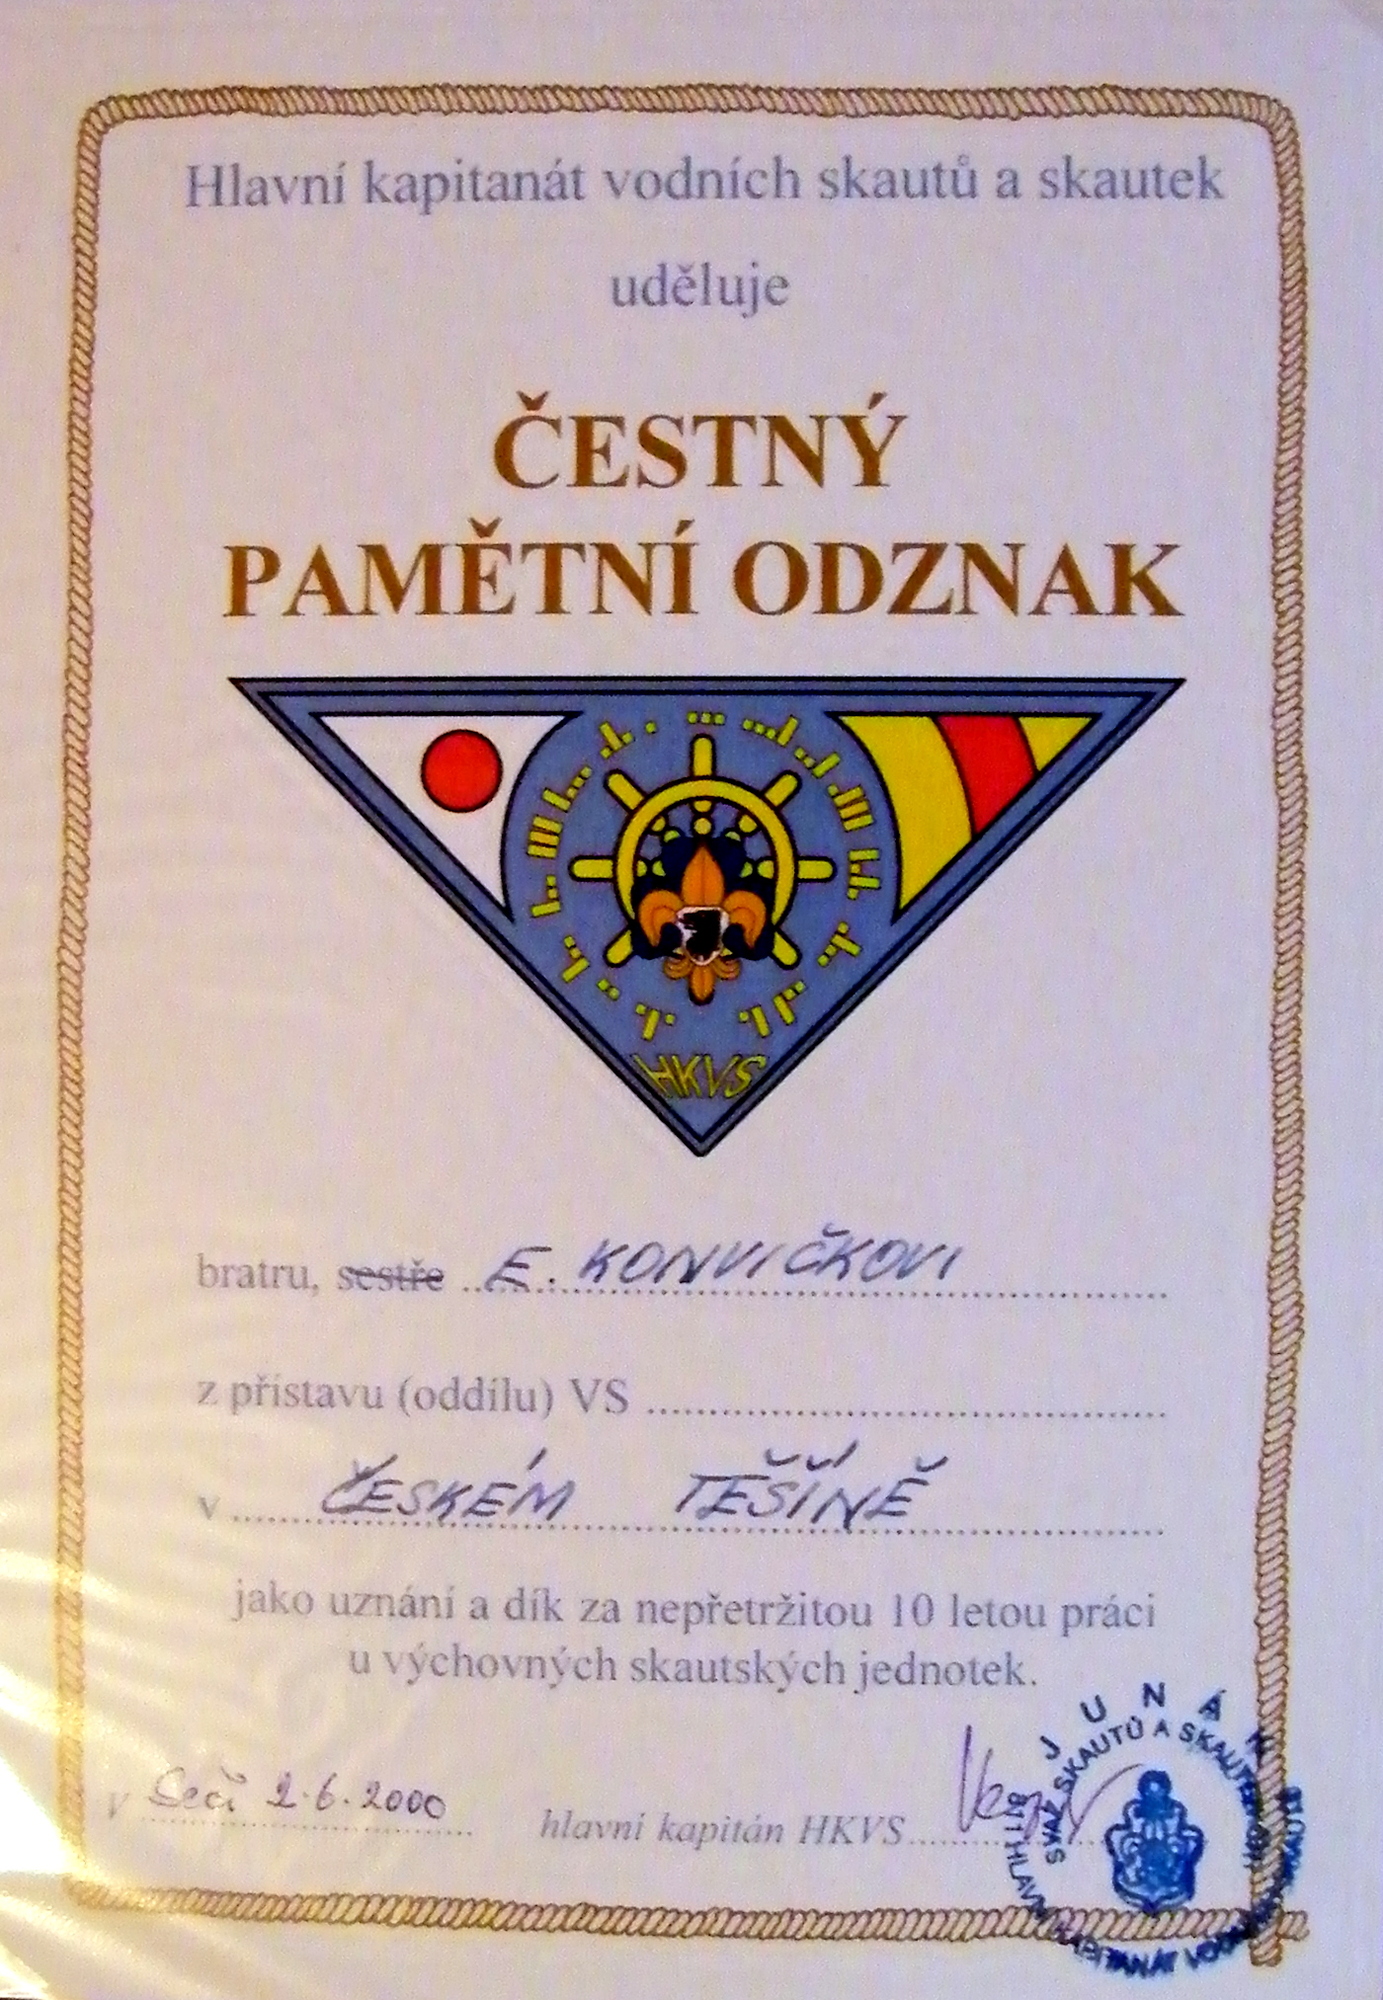 Hlavní kapitanát vodních skautů a skautek
uděluje
ČESTNÝ
PAMĚTNÍ ODZNAK
HKVS
bratru, sestře E. KONVIČKOVI
z přístavu (oddílu) VS
v ČESKÉM TĚŠÍNĚ
jako uznání a dík za nepřetržitou 10 letou práci
u výchovných skautských jednotek.
v Seči 2.6.2000 hlavní kapitán HKVS
JUNÁK
SVAZ SKAUTŮ A SKAUTEK
HLAVNÍ KAPITANÁT